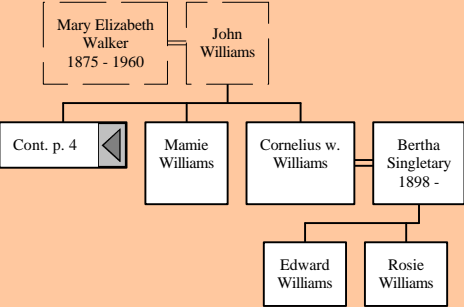 Mary Elizabeth
Walker
1875 - 1960
John
Williams
Cont. p. 4
Mamie
Williams
Cornelius w.
Williams
Bertha
Singletary
1898 -
Edward
Williams
Rosie
Williams